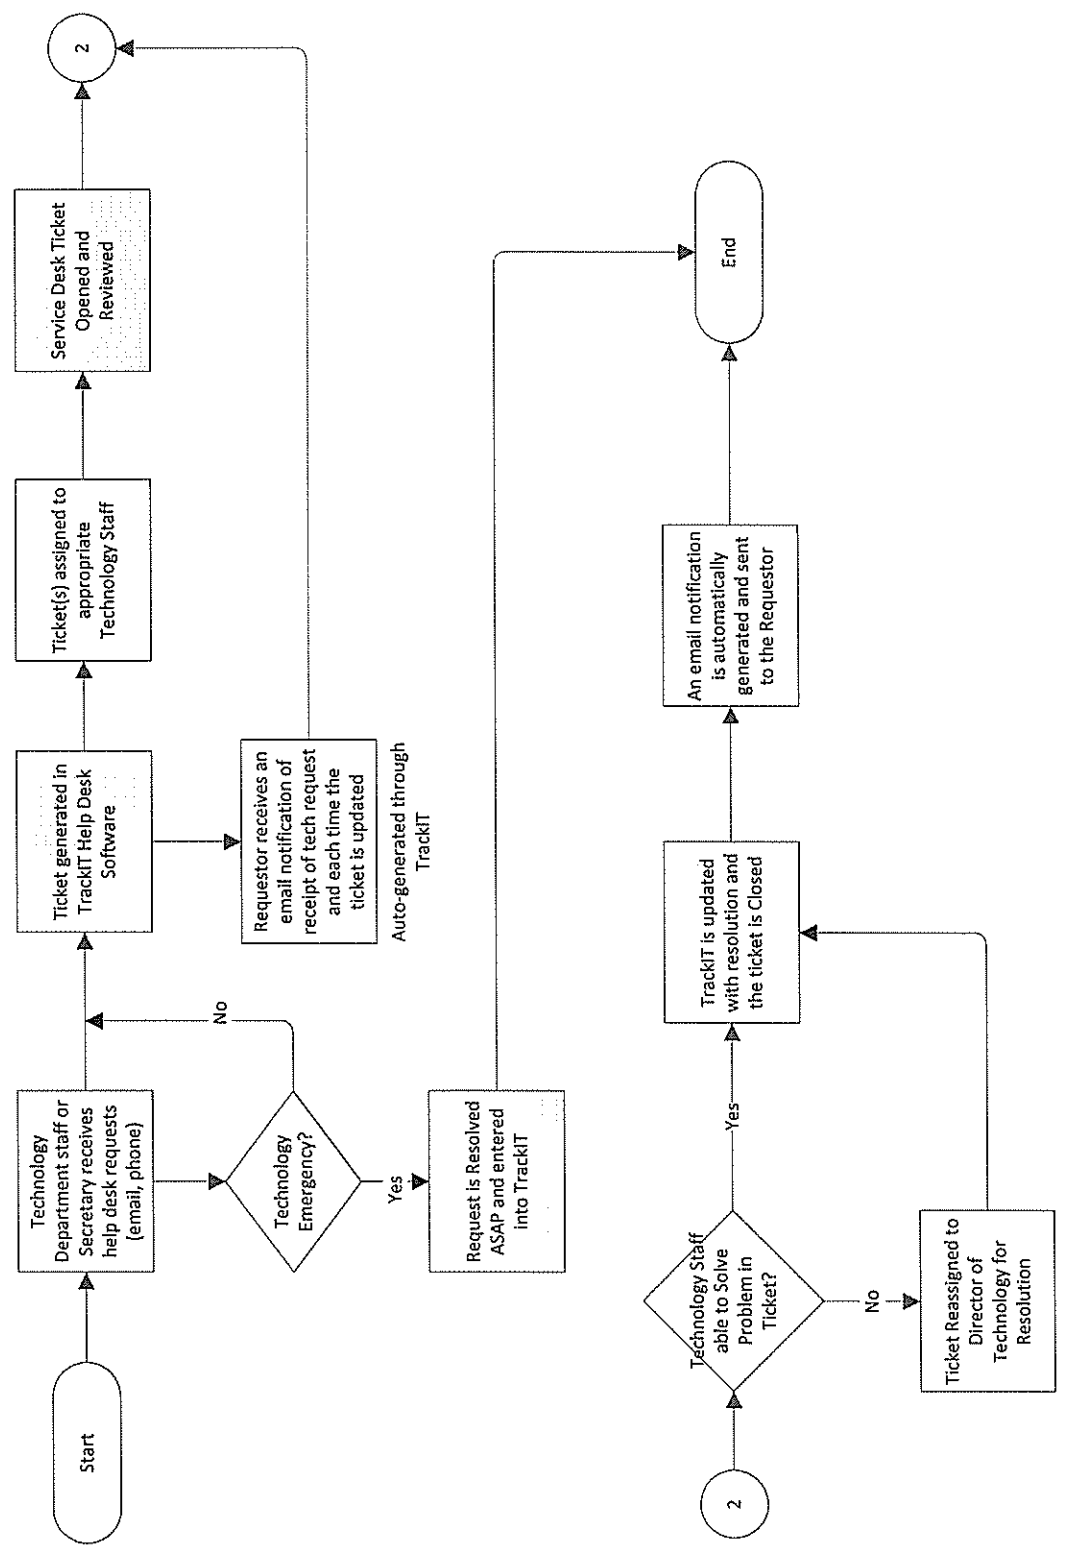 Start
Technology
Department staff or
Secretary receives
help desk requests
(email, phone)
Ticket generated in
TrackIT Help Desk
Software
Ticket(s) assigned to
appropriate
Technology Staff
Service Desk Ticket
Opened and
Reviewed
2
No
Technology
Emergency?
Requestor receives an
email notification of
receipt of tech request
and each time the
ticket is updated
Auto-generated through
TrackIT
Yes
Request is Resolved
ASAP and entered
into TrackIT
2
Technology Staff
able to Solve
Problem in
Ticket?
Yes
TrackIT is updated
with resolution and
the ticket is Closed
An email notification
is automatically
generated and sent
to the Requestor
End
No
Ticket Reassigned to
Director of
Technology for
Resolution